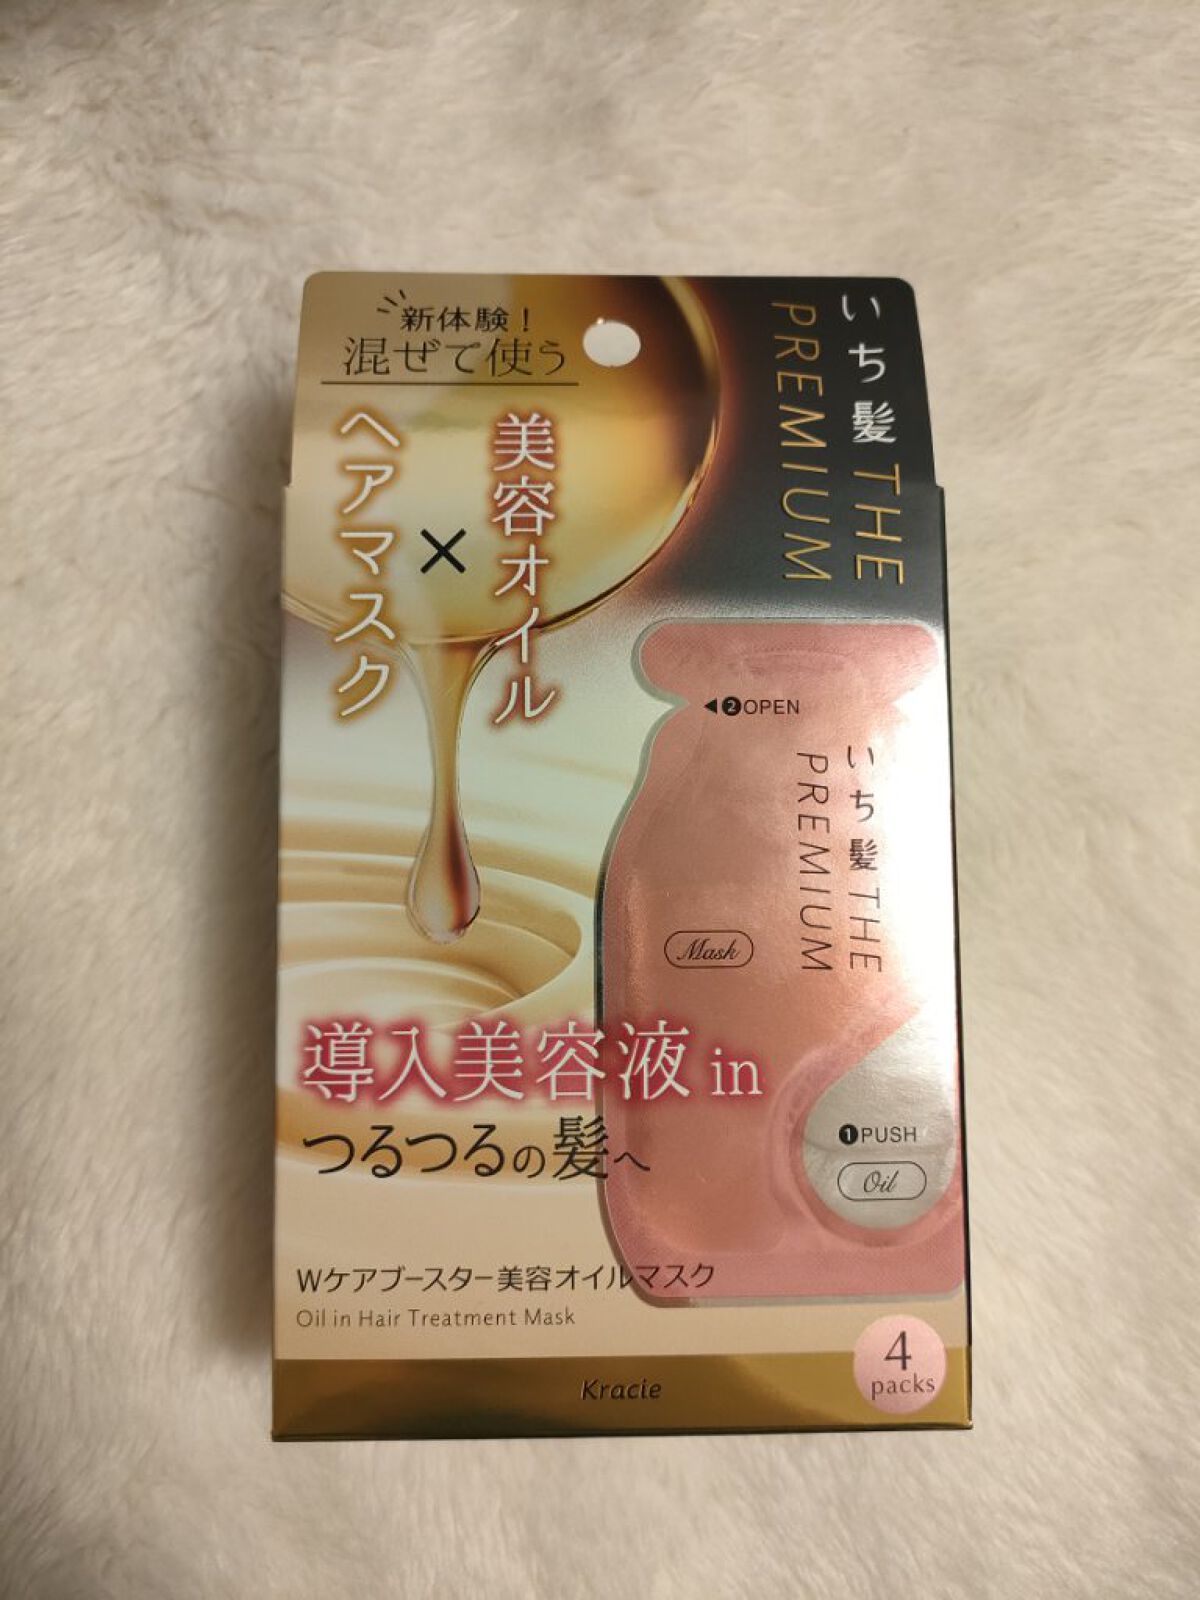 新体験!
混ぜて使う
美容オイル
×
ヘアマスク
いち髪 THE
PREMIUM
◀❷OPEN
いち髪 THE
PREMIUM
Mask
導入美容液 in
つるつるの髪へ
❶PUSH
Oil
Wケアブースター美容オイルマスク
Oil in Hair Treatment Mask
4
packs
Kracie